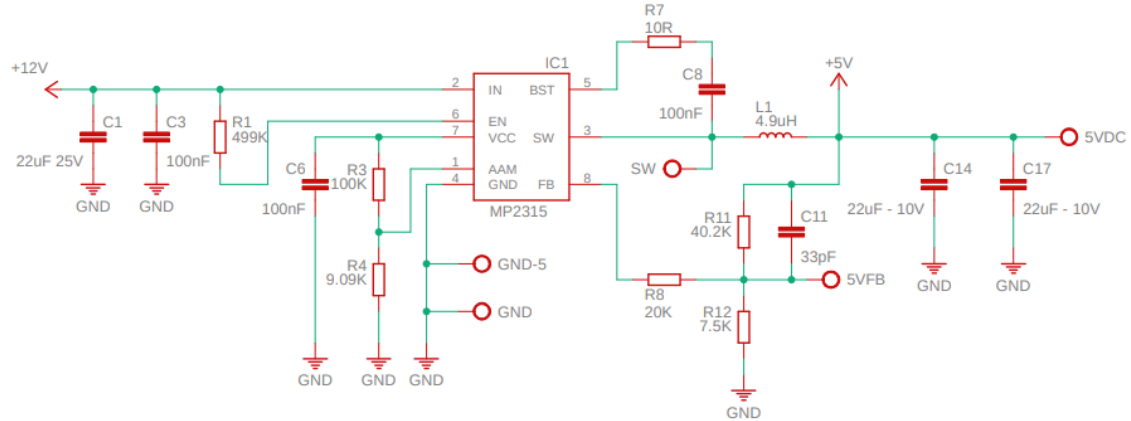 R7
10R
IC1
+12V
+5V
2
IN
BST
5
C8
100nF
L1
4.9uH
C1
C3
R1
499K
6
EN
22uF 25V
100nF
7
VCC
SW
3
5VDC
C6
R3
100K
1
AAM
SW
C14
C17
4
GND
FB
8
GND
GND
100nF
MP2315
22uF - 10V
22uF - 10V
R11
40.2K
C11
33pF
R4
9.09K
GND-5
5VFB
GND
GND
R8
20K
GND
R12
7.5K
GND
GND
GND
GND